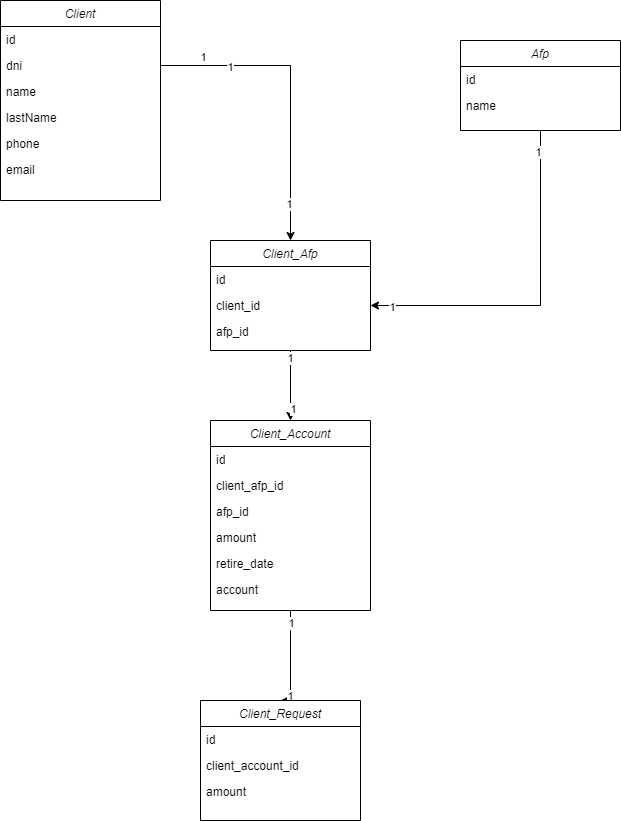 Client
id
dni
name
lastName
phone
email
1
1
1
Afp
id
name
1
1
Client_Afp
id
client_id
afp_id
1
1
Client_Account
id
client_afp_id
afp_id
amount
retire_date
account
1
1
Client_Request
id
client_account_id
amount